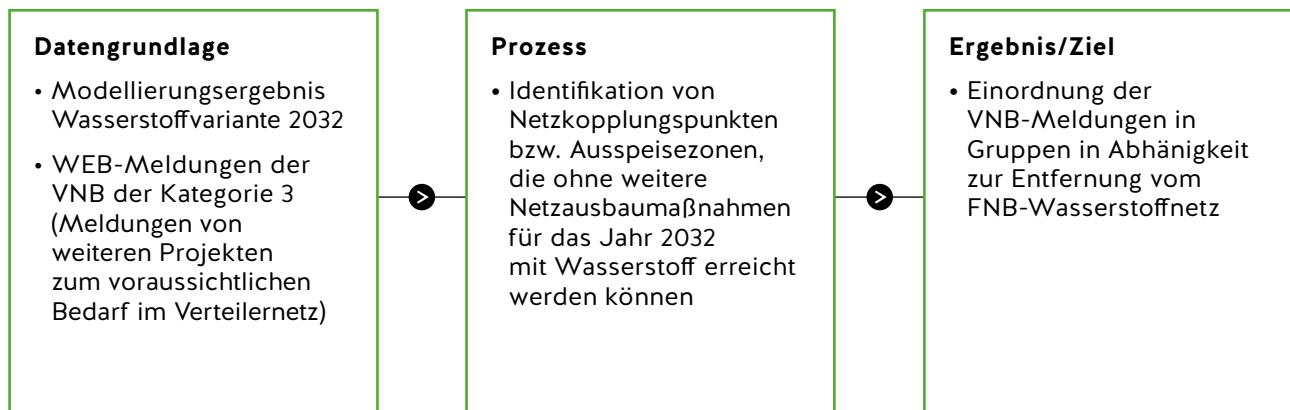 Datengrundlage
• Modellierungsergebnis
Wasserstoffvariante 2032
• WEB-Meldungen der
VNB der Kategorie 3
(Meldungen von
weiteren Projekten
zum voraussichtlichen
Bedarf im Verteilernetz)
Prozess
• Identifikation von
Netzkopplungspunkten
bzw. Ausspeisezonen,
die ohne weitere
Netzausbaumaßnahmen
für das Jahr 2032
mit Wasserstoff erreicht
werden können
Ergebnis/Ziel
• Einordnung der
VNB-Meldungen in
Gruppen in Abhänigkeit
zur Entfernung vom
FNB-Wasserstoffnetz